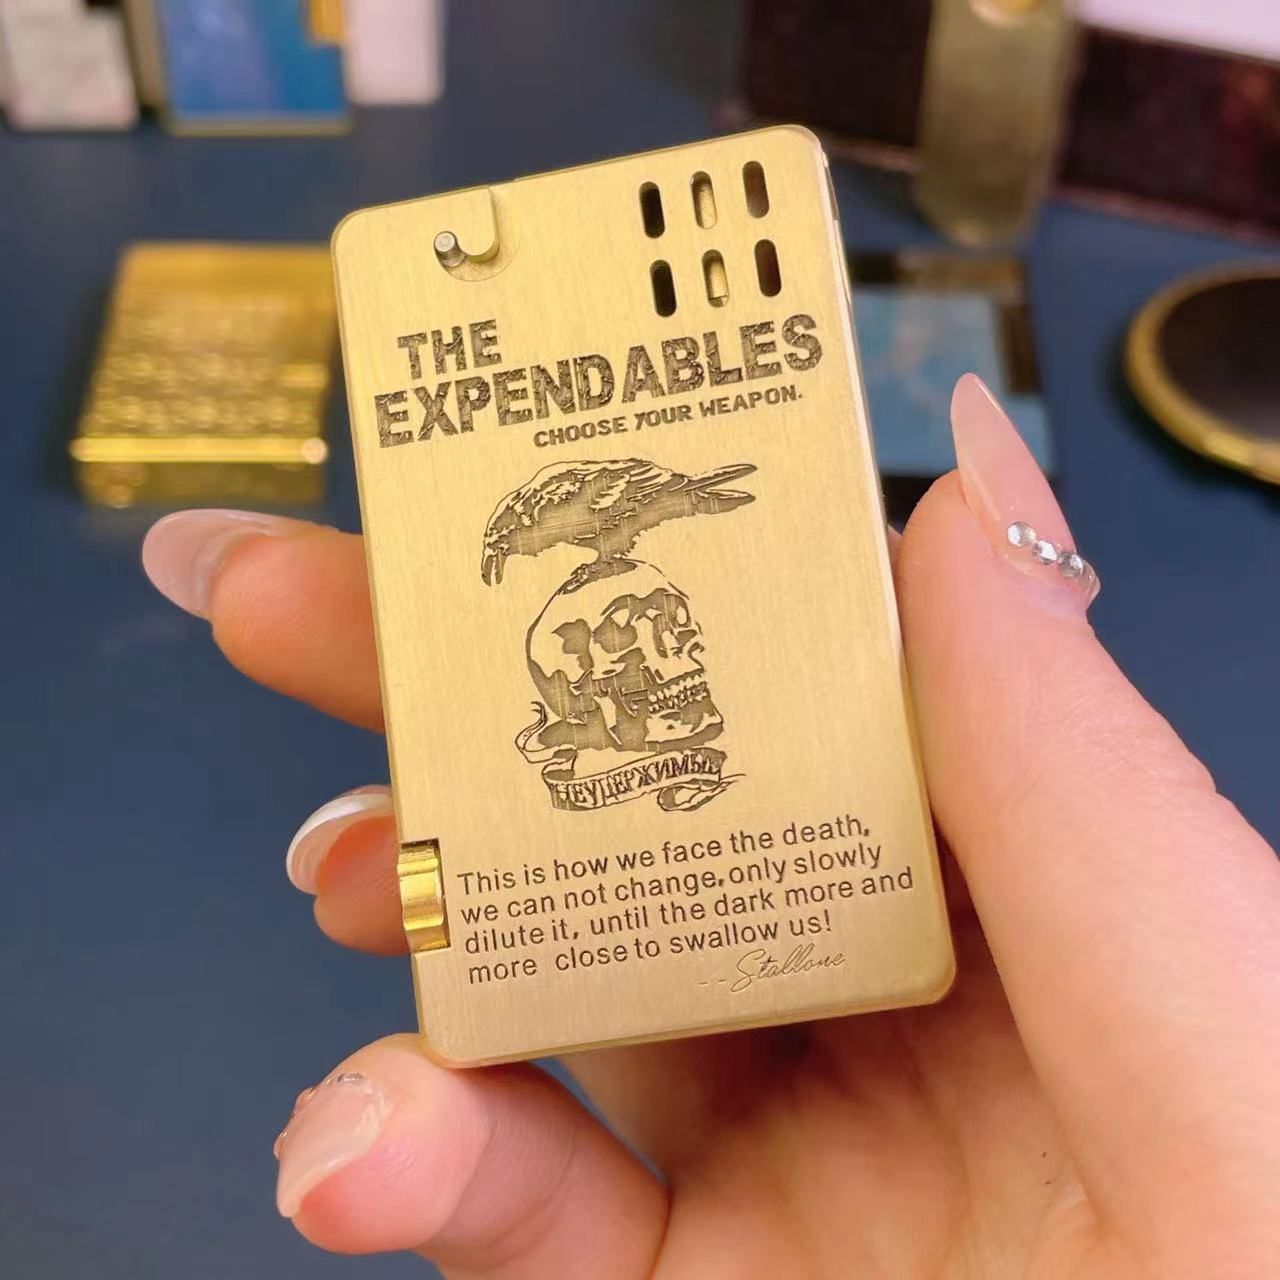 THE
EXPENDABLES
CHOOSE YOUR WEAPON.
НЕУДЕРЖИМЫЕ
This is how we face the death,
we can not change, only slowly
dilute it, until the dark more and
more close to swallow us!
--Stallone